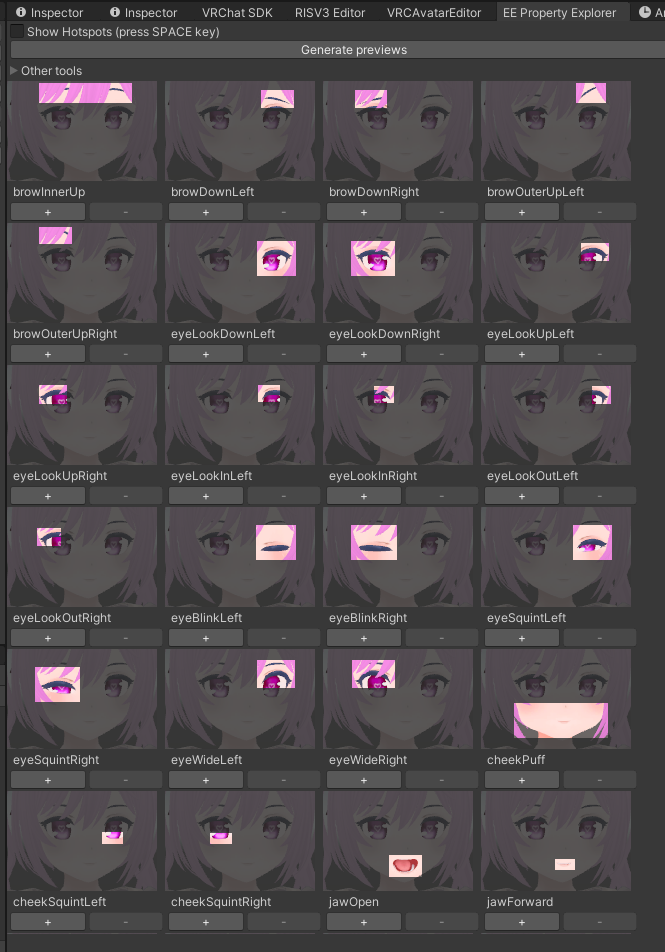 Inspector Inspector VRChat SDK RISV3 Editor VRCAvatarEditor EE Property Explorer
Show Hotspots (press SPACE key)
Generate previews
Other tools
browInnerUp browDownLeft browDownRight browOuterUpLeft
+ - + - + - + -
browOuterUpRight eyeLookDownLeft eyeLookDownRight eyeLookUpLeft
+ - + - + - + -
eyeLookUpRight eyeLookInLeft eyeLookInRight eyeLookOutLeft
+ - + - + - + -
eyeLookOutRight eyeBlinkLeft eyeBlinkRight eyeSquintLeft
+ - + - + - + -
eyeSquintRight eyeWideLeft eyeWideRight cheekPuff
+ - + - + - + -
cheekSquintLeft cheekSquintRight jawOpen jawForward
+ - + - + - + -